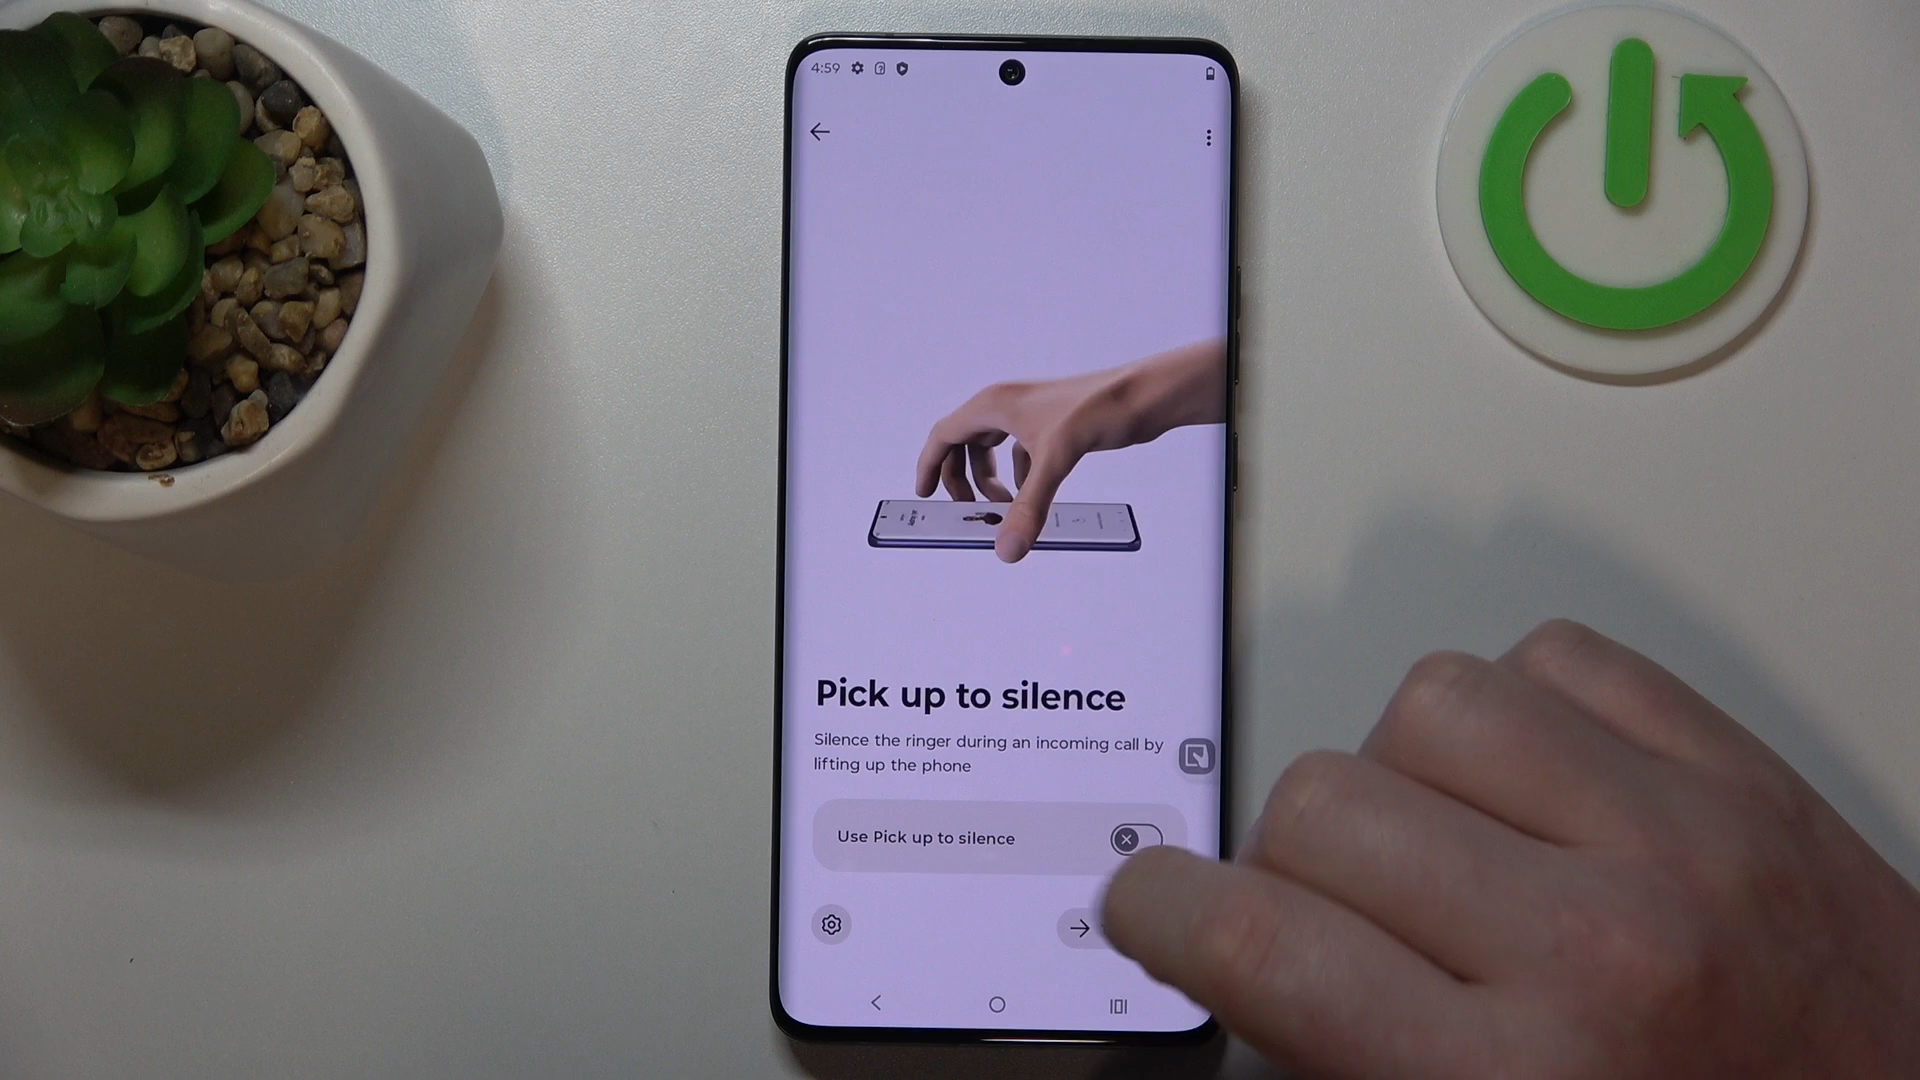 4:59
Pick up to silence
Silence the ringer during an incoming call by
lifting up the phone
Use Pick up to silence